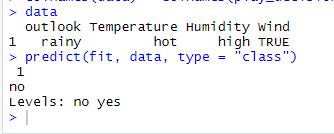 > data
outlook Temperature Humidity Wind
1 rainy hot high TRUE
> predict(fit, data, type = "class")
1
no
Levels: no yes
>